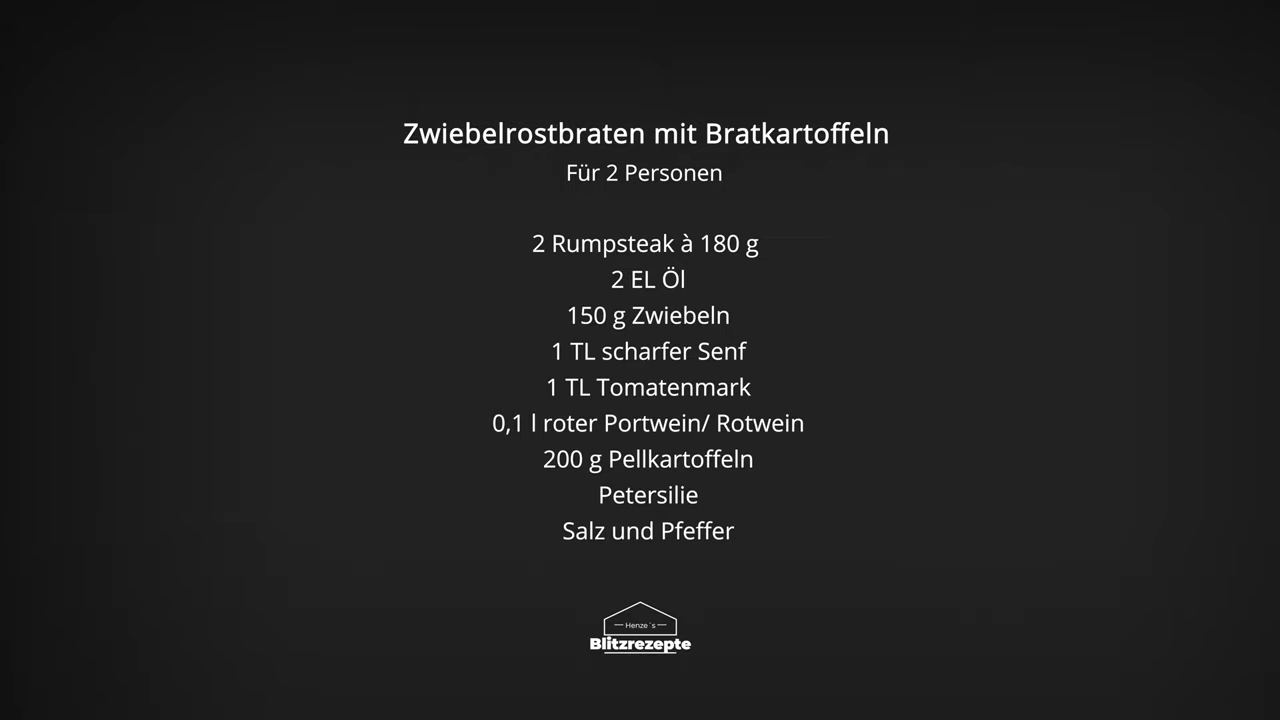 Zwiebelrostbraten mit Bratkartoffeln
Für 2 Personen
2 Rumpsteak à 180 g
2 EL Öl
150 g Zwiebeln
1 TL scharfer Senf
1 TL Tomatenmark
0,1 l roter Portwein/ Rotwein
200 g Pellkartoffeln
Petersilie
Salz und Pfeffer
Henze´s
Blitzrezepte